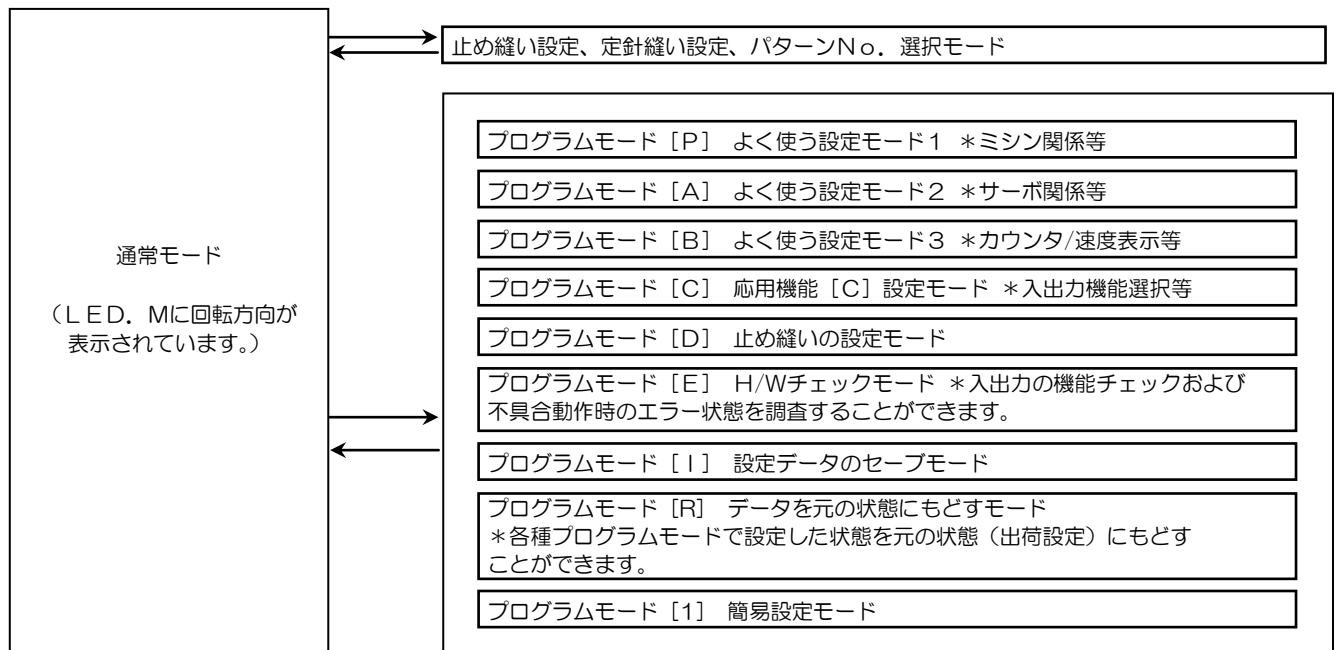 止め縫い設定、定針縫い設定、パターンNo．選択モード
プログラムモード［P］ よく使う設定モード1 ＊ミシン関係等
プログラムモード［A］ よく使う設定モード2 ＊サーボ関係等
プログラムモード［B］ よく使う設定モード3 ＊カウンタ/速度表示等
通常モード
プログラムモード［C］ 応用機能［C］設定モード ＊入出力機能選択等
（LED．Mに回転方向が
表示されています。）
プログラムモード［D］ 止め縫いの設定モード
プログラムモード［E］ H/Wチェックモード ＊入出力の機能チェックおよび
不具合動作時のエラー状態を調査することができます。
プログラムモード［I］ 設定データのセーブモード
プログラムモード［R］ データを元の状態にもどすモード
＊各種プログラムモードで設定した状態を元の状態（出荷設定）にもどす
ことができます。
プログラムモード［1］ 簡易設定モード